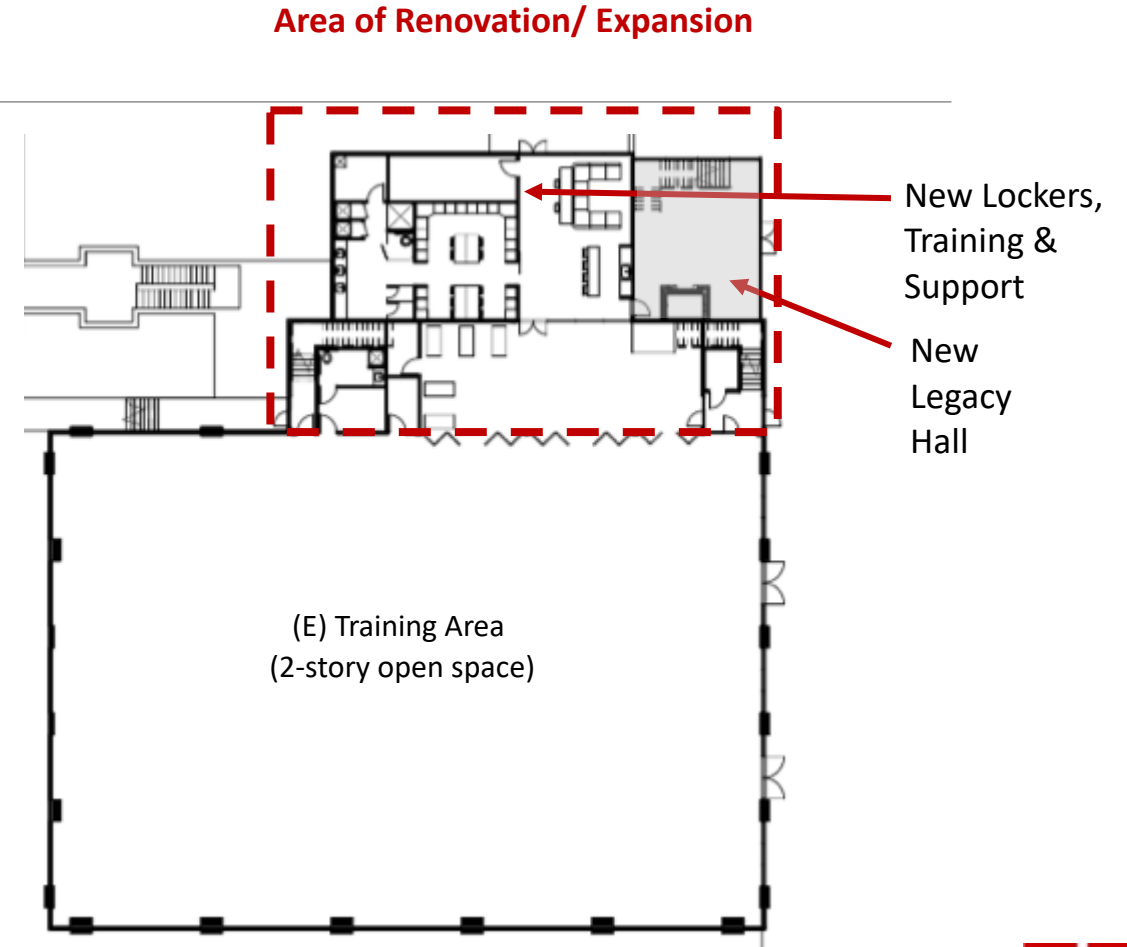 Area of Renovation/ Expansion
New Lockers,
Training &
Support
New
Legacy
Hall
(E) Training Area
(2-story open space)